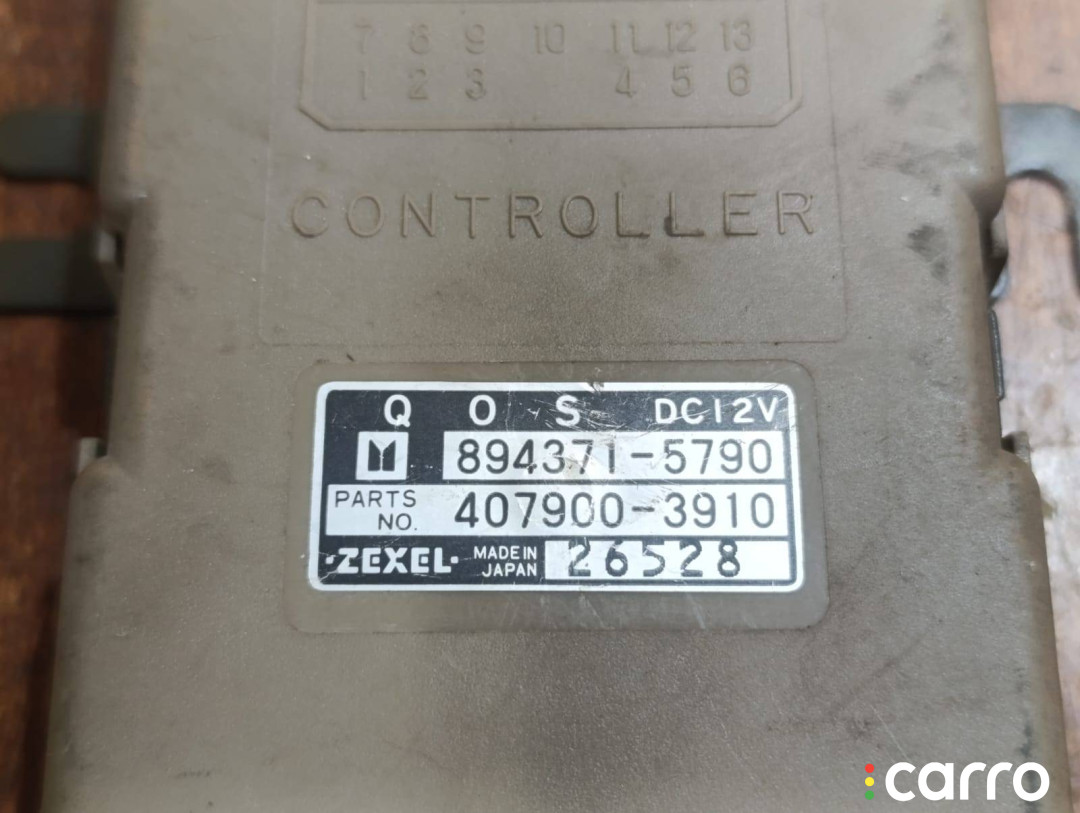 7 8 9 10 11 12 13
1 2 3 4 5 6
CONTROLLER
Q O S DC12V
894371-5790
PARTS NO. 407900-3910
·ZEXEL· MADE IN JAPAN 26528
carro